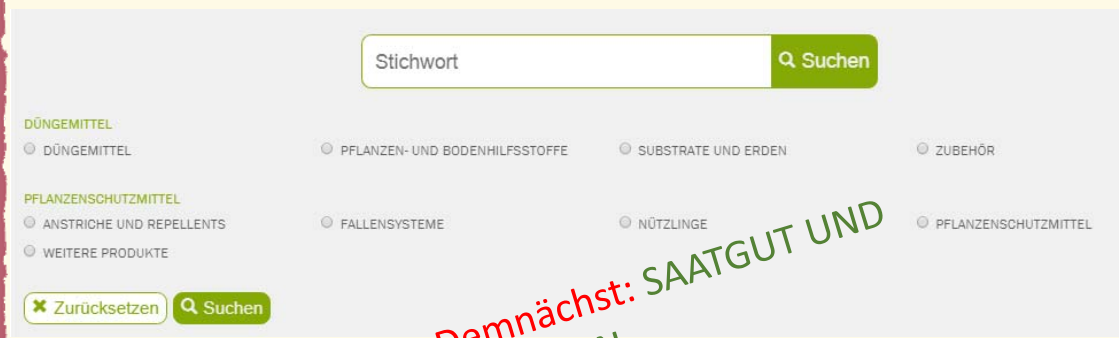 Stichwort
Suchen
DÜNGEMITTEL
DÜNGEMITTEL
PFLANZEN- UND BODENHILFSSTOFFE
SUBSTRATE UND ERDEN
ZUBEHÖR
PFLANZENSCHUTZMITTEL
ANSTRICHE UND REPELLENTS
FALLENSYSTEME
NÜTZLINGE
PFLANZENSCHUTZMITTEL
WEITERE PRODUKTE
Zurücksetzen
Suchen
Demnächst: SAATGUT UND